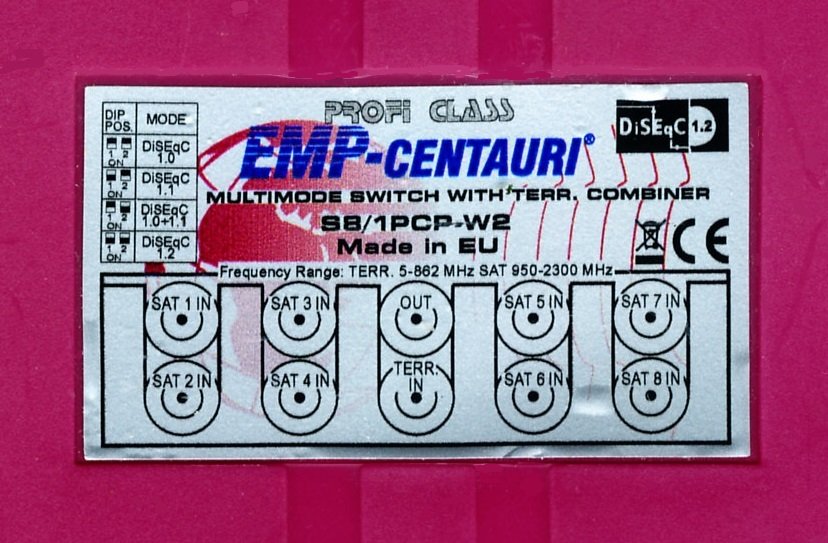 PROFI CLASS
EMP-CENTAURI®
MULTIMODE SWITCH WITH TERR. COMBINER
S8/1PCP-W2
Made in EU
DiSEqC 1.2
CE
DIP POS. MODE
1 2 ON DiSEqC 1.0
1 2 ON DiSEqC 1.1
1 2 ON DiSEqC 1.0+1.1
1 2 ON DiSEqC 1.2
Frequency Range: TERR. 5-862 MHz SAT 950-2300 MHz
SAT 1 IN SAT 3 IN OUT SAT 5 IN SAT 7 IN
SAT 2 IN SAT 4 IN TERR. IN SAT 6 IN SAT 8 IN